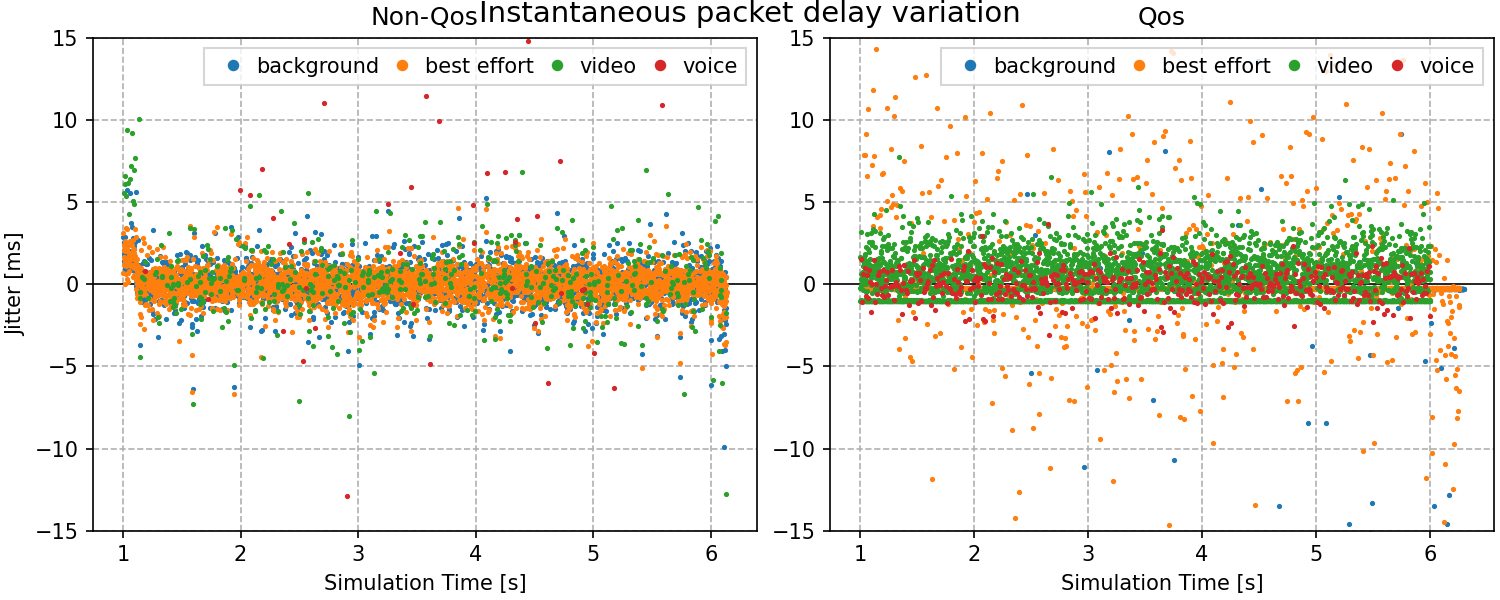 Instantaneous packet delay variation
Non-Qos
Qos
15
10
5
0
−5
−10
−15
Jitter [ms]
background best effort video voice
1 2 3 4 5 6
Simulation Time [s]
15
10
5
0
−5
−10
−15
background best effort video voice
1 2 3 4 5 6
Simulation Time [s]